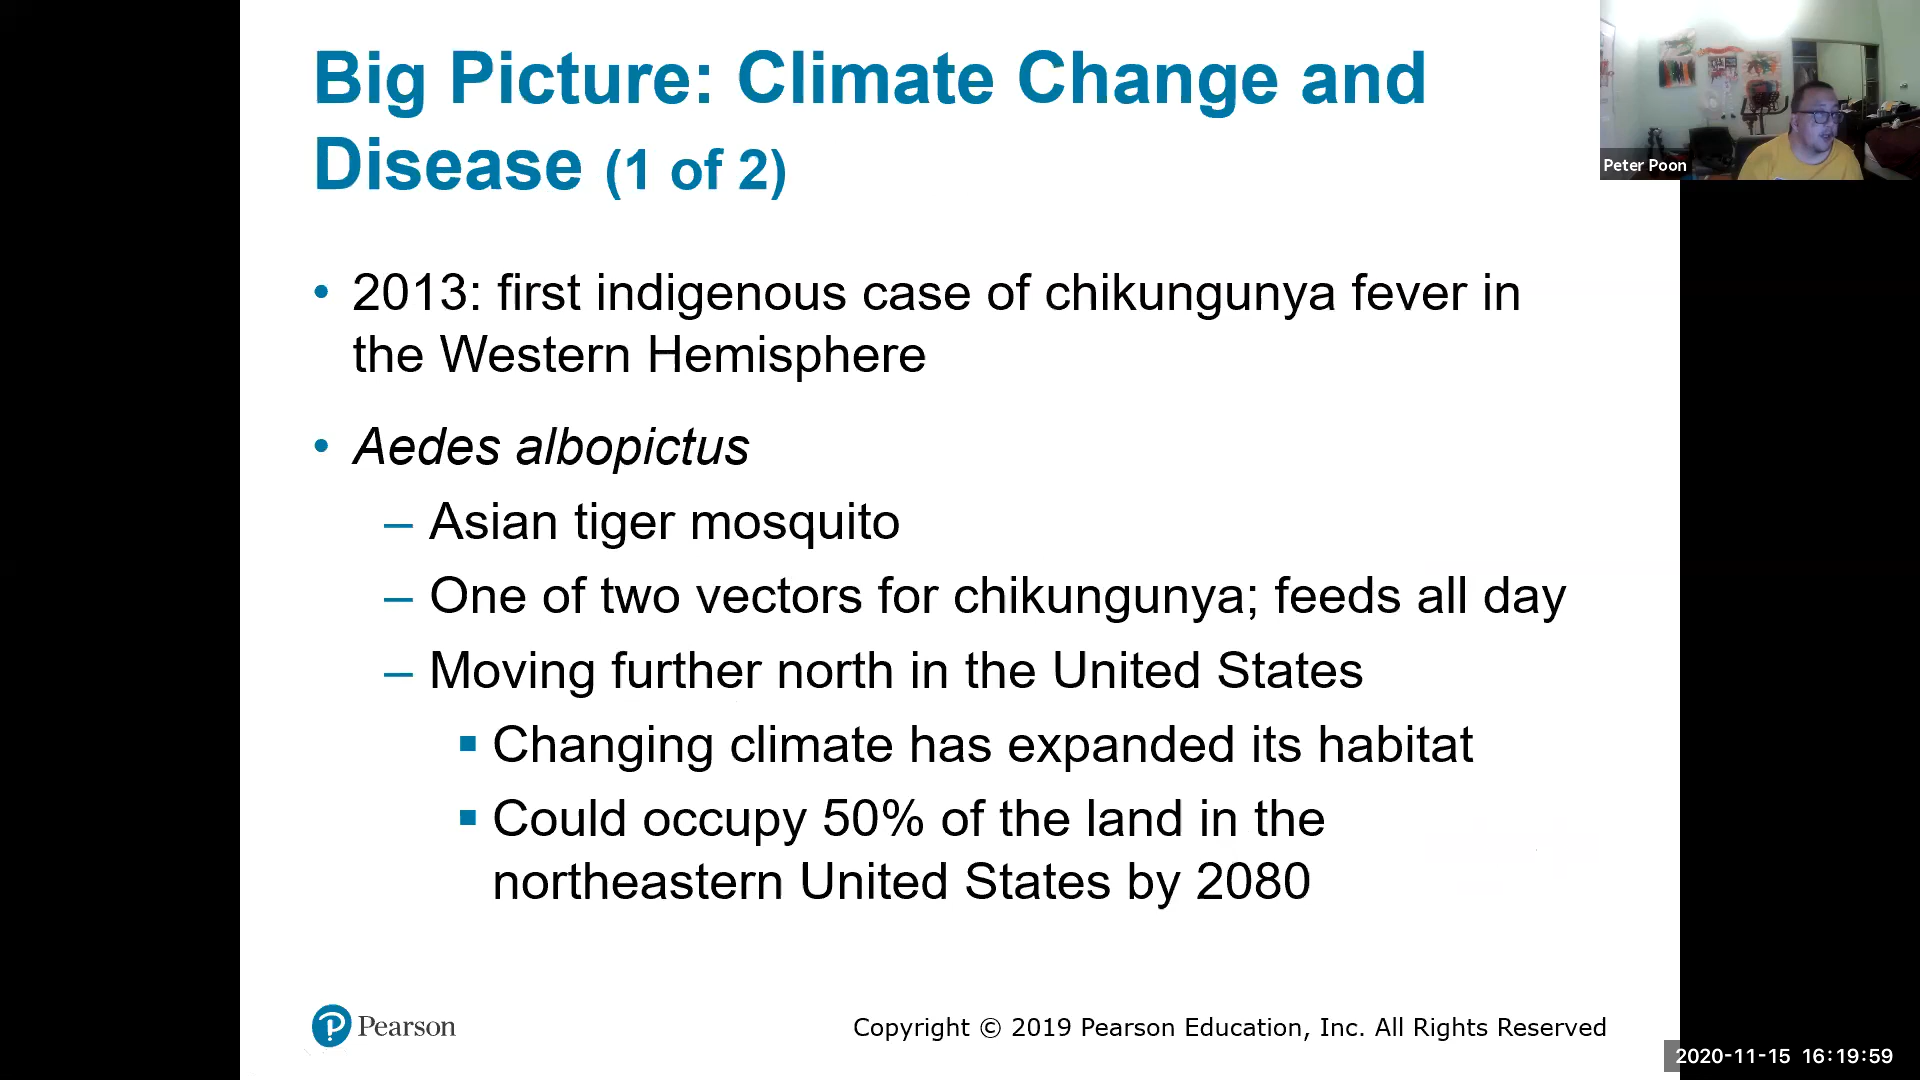 Big Picture: Climate Change and
Disease (1 of 2)
Peter Poon
• 2013: first indigenous case of chikungunya fever in
the Western Hemisphere
• Aedes albopictus
– Asian tiger mosquito
– One of two vectors for chikungunya; feeds all day
– Moving further north in the United States
▪ Changing climate has expanded its habitat
▪ Could occupy 50% of the land in the
northeastern United States by 2080
Pearson
Copyright © 2019 Pearson Education, Inc. All Rights Reserved
2020-11-15 16:19:59